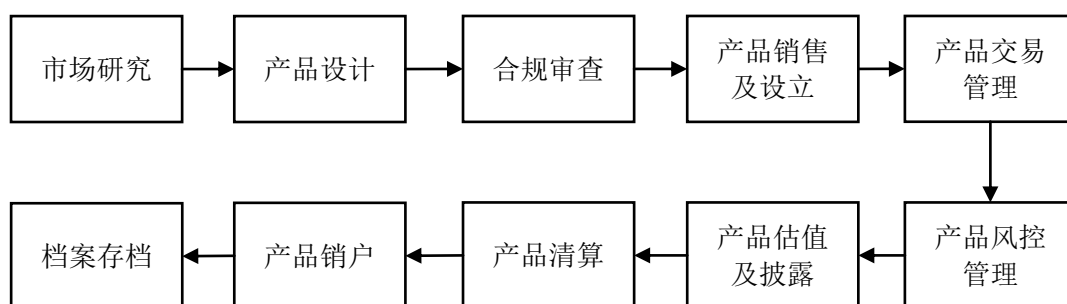 市场研究
产品设计
合规审查
产品销售
及设立
产品交易
管理
产品风控
管理
产品估值
及披露
产品清算
产品销户
档案存档